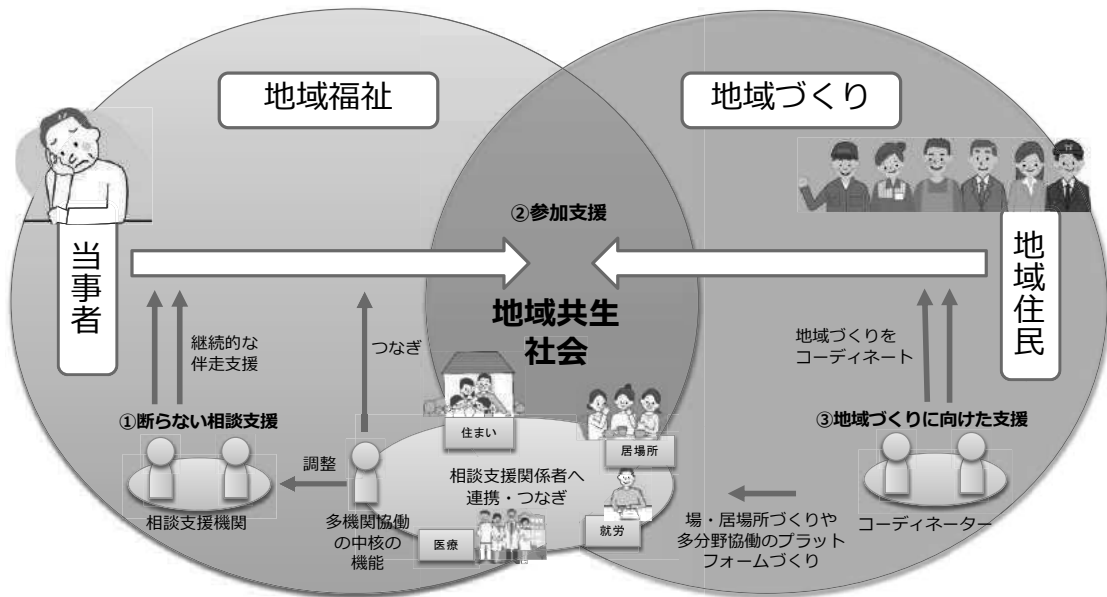 地域福祉
地域づくり
②参加支援
当事者
地域住民
地域共生
社会
継続的な
伴走支援
つなぎ
地域づくりを
コーディネート
①断らない相談支援
③地域づくりに向けた支援
住まい
居場所
調整
相談支援関係者へ
連携・つなぎ
相談支援機関
多機関協働
の中核の
機能
医療
就労
場・居場所づくりや
多分野協働のプラット
フォームづくり
コーディネーター